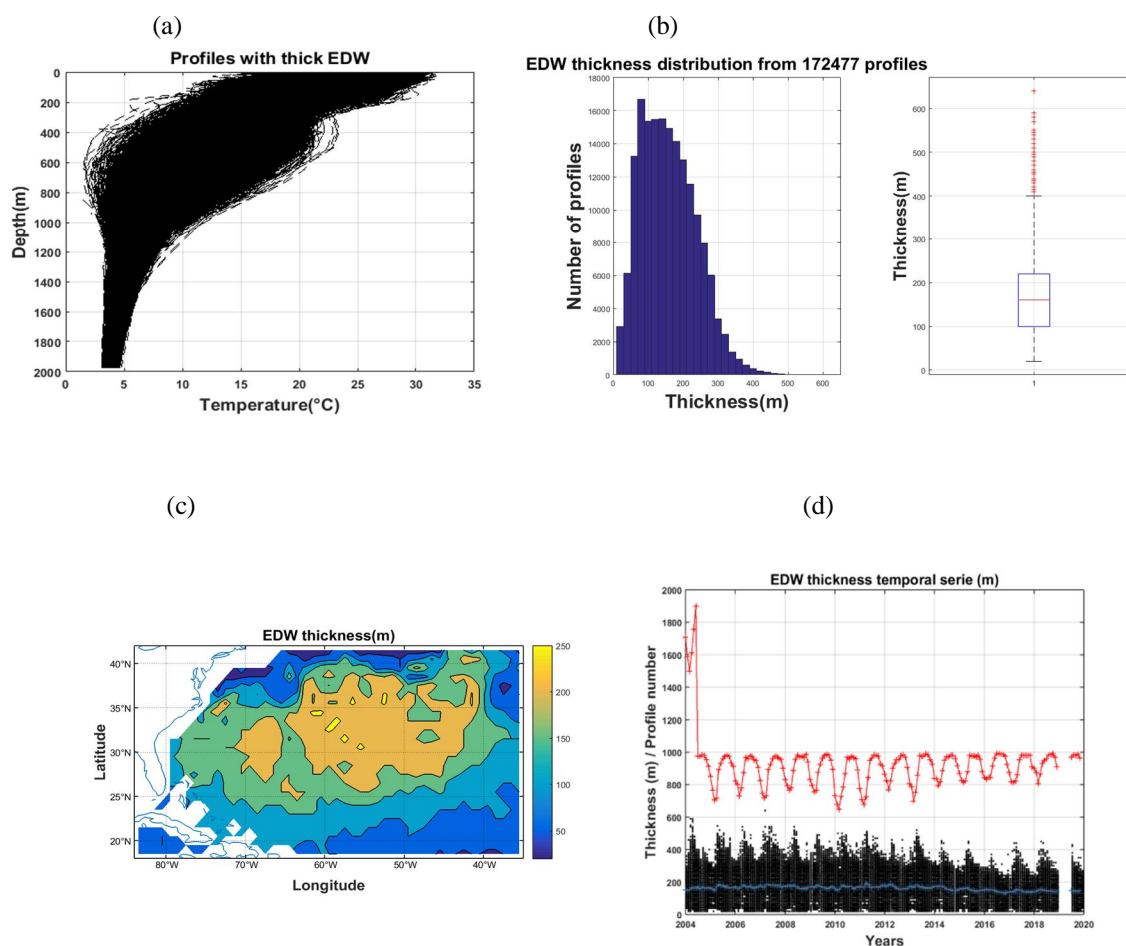 (a)
Profiles with thick EDW
0
200
400
600
800
1000
1200
1400
1600
1800
2000
Depth(m)
0 5 10 15 20 25 30 35
Temperature(°C)
(b)
EDW thickness distribution from 172477 profiles
18000
16000
14000
12000
10000
8000
6000
4000
2000
0
Number of profiles
0 100 200 300 400 500 600
Thickness(m)
600
500
400
300
200
100
0
Thickness(m)
1
(c)
EDW thickness(m)
40°N
35°N
30°N
25°N
20°N
Latitude
80°W 70°W 60°W 50°W 40°W
Longitude
250
200
150
100
50
(d)
EDW thickness temporal serie (m)
2000
1800
1600
1400
1200
1000
800
600
400
200
0
Thickness (m) / Profile number
2004 2006 2008 2010 2012 2014 2016 2018 2020
Years